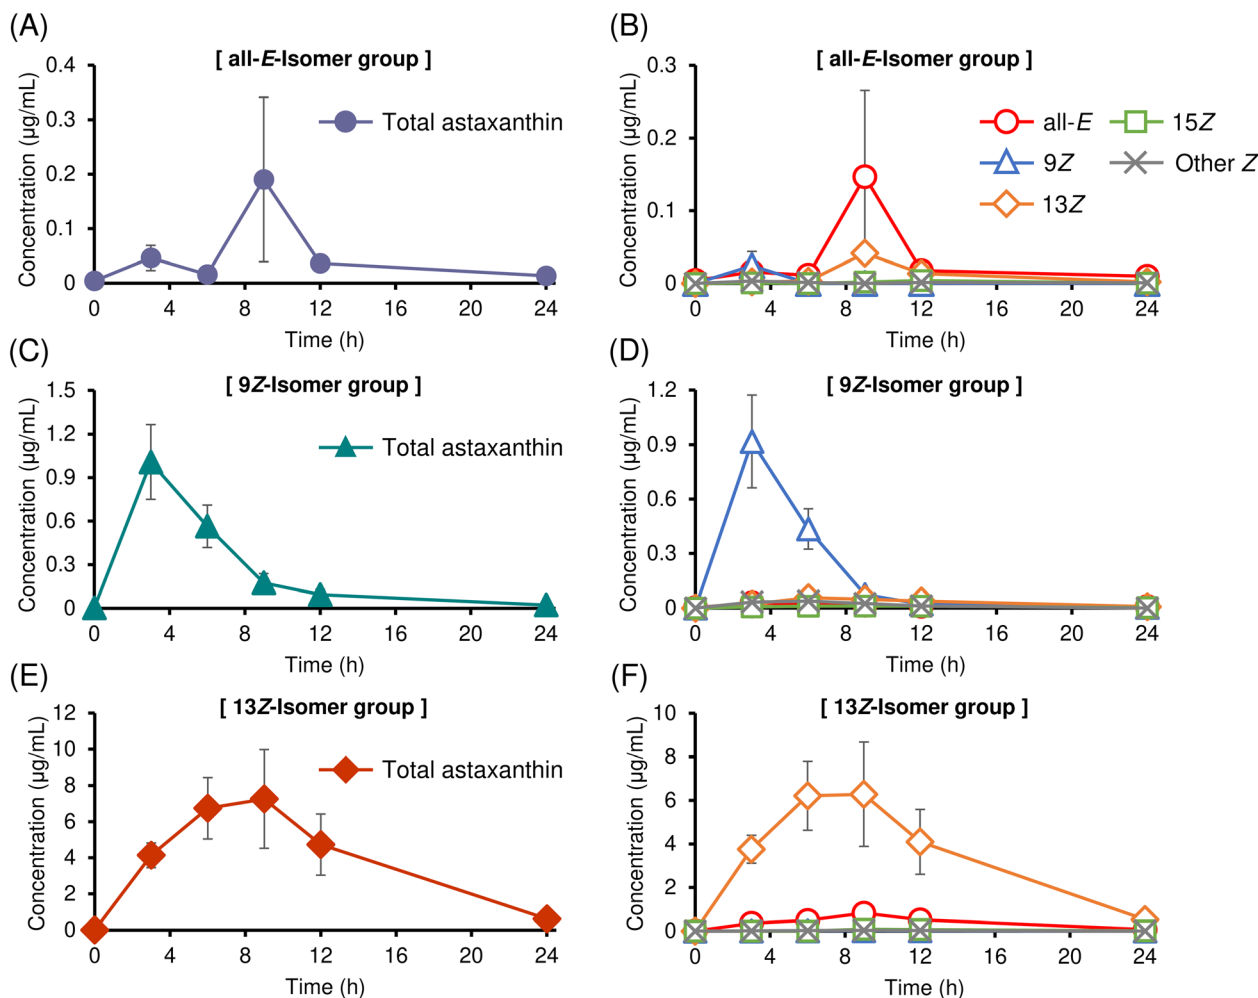 (A)
[ all-E-Isomer group ]
Concentration (µg/mL)
0.4
0.3
0.2
0.1
0
Total astaxanthin
0 4 8 12 16 20 24
Time (h)
(B)
[ all-E-Isomer group ]
Concentration (µg/mL)
0.3
0.2
0.1
0
all-E
9Z
13Z
15Z
Other Z
0 4 8 12 16 20 24
Time (h)
(C)
[ 9Z-Isomer group ]
Concentration (µg/mL)
1.5
1.2
0.9
0.6
0.3
0
Total astaxanthin
0 4 8 12 16 20 24
Time (h)
(D)
[ 9Z-Isomer group ]
Concentration (µg/mL)
1.2
0.9
0.6
0.3
0
0 4 8 12 16 20 24
Time (h)
(E)
[ 13Z-Isomer group ]
Concentration (µg/mL)
12
10
8
6
4
2
0
Total astaxanthin
0 4 8 12 16 20 24
Time (h)
(F)
[ 13Z-Isomer group ]
Concentration (µg/mL)
10
8
6
4
2
0
0 4 8 12 16 20 24
Time (h)